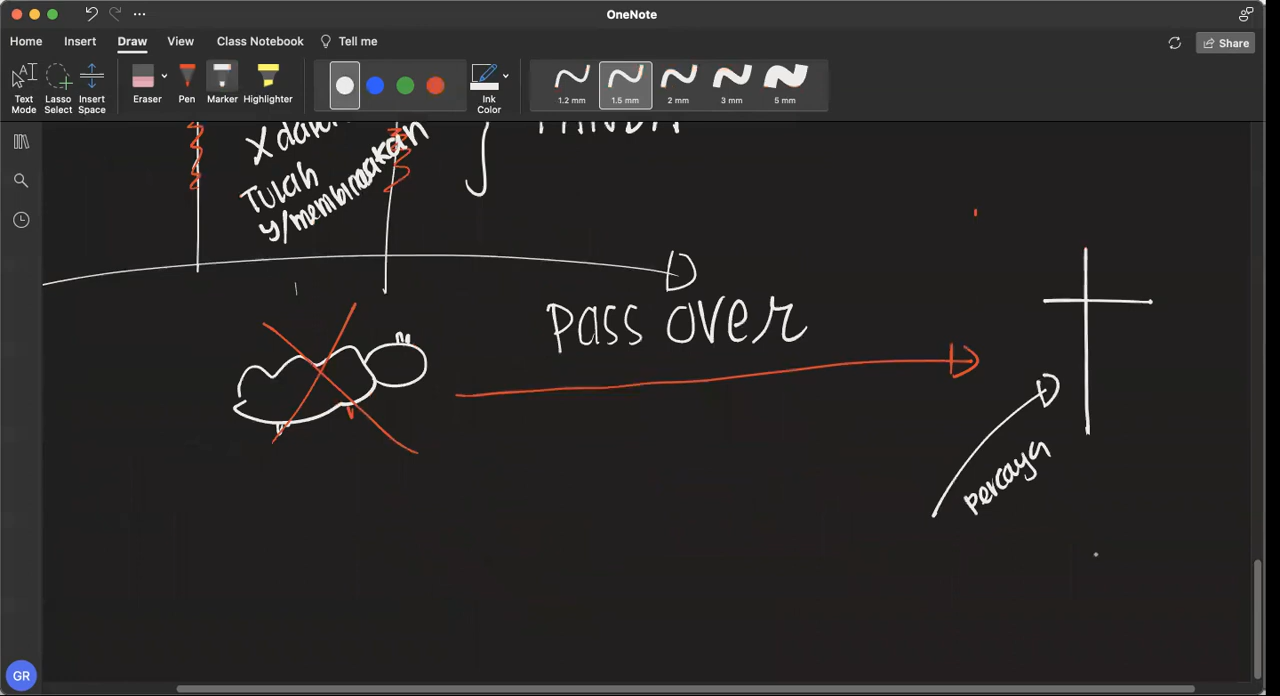 OneNote
Home Insert Draw View Class Notebook Tell me
Share
Text Mode
Lasso Select
Insert Space
Eraser
Pen
Marker
Highlighter
Ink Color
1.2 mm
1.5 mm
2 mm
3 mm
5 mm
Tulah
pass over
percaya
GR